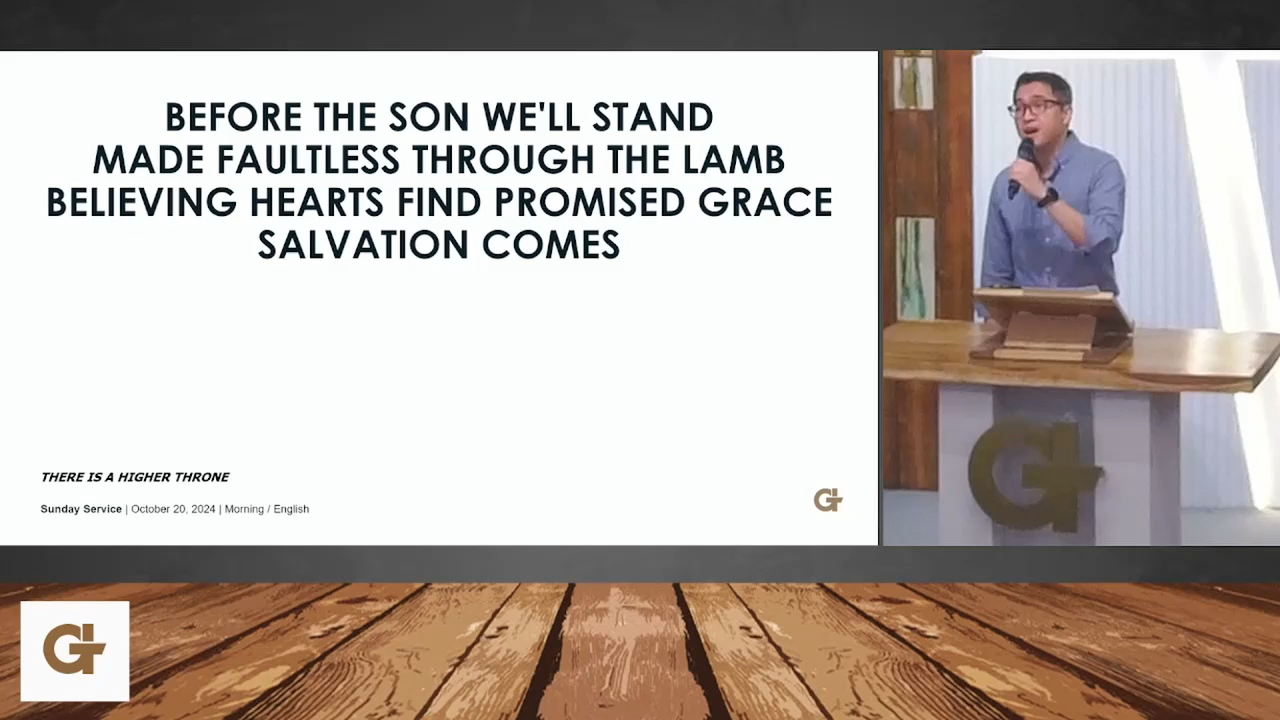 BEFORE THE SON WE'LL STAND
MADE FAULTLESS THROUGH THE LAMB
BELIEVING HEARTS FIND PROMISED GRACE
SALVATION COMES
THERE IS A HIGHER THRONE
Sunday Service | October 20, 2024 | Morning / English